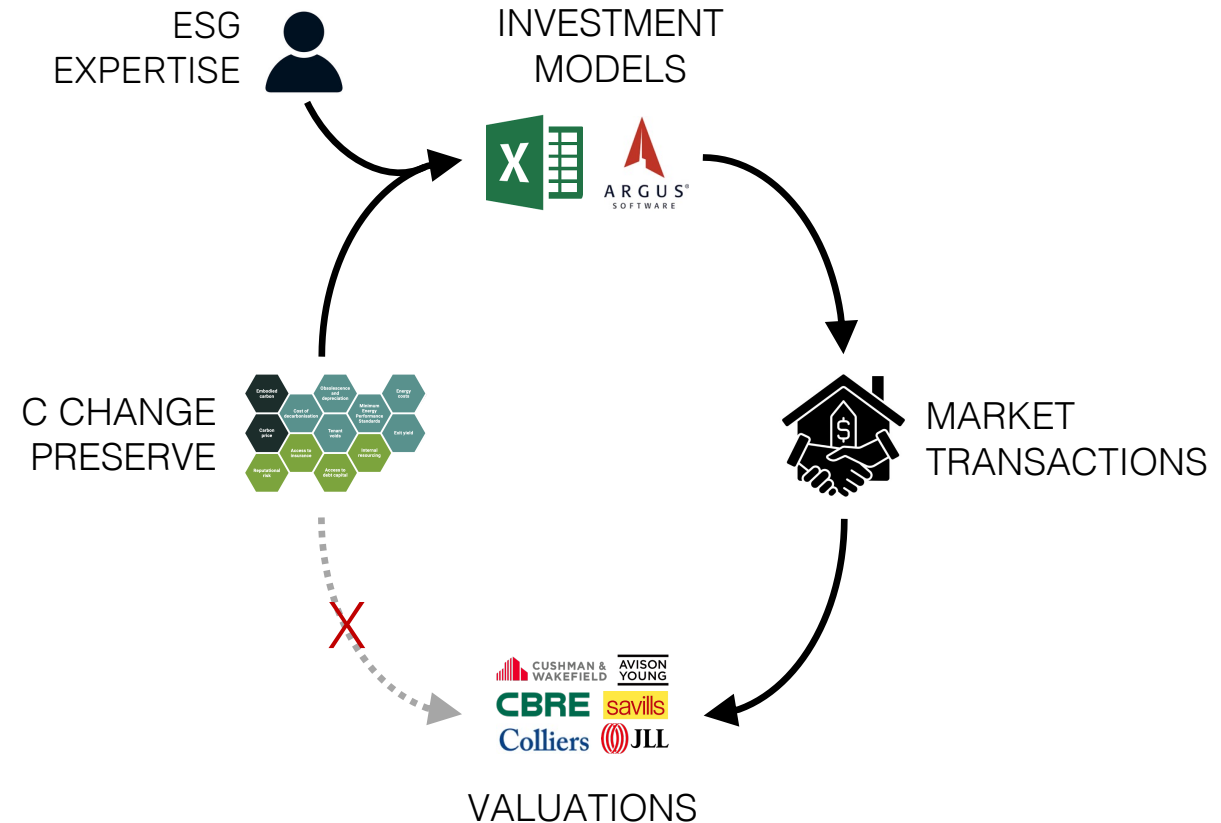 ESG
EXPERTISE
INVESTMENT
MODELS
X
ARGUS®
SOFTWARE
C CHANGE
PRESERVE
Embodied
carbon
Obsolescence
and
depreciation
Energy
costs
Cost of
decarbonisation
Minimum
Energy
Performance
Standards
Carbon
price
Tenant
voids
Exit yield
Access to
insurance
Internal
resourcing
Reputational
risk
Access to
debt capital
$
MARKET
TRANSACTIONS
X
CUSHMAN &
WAKEFIELD
AVISON
YOUNG
CBRE
savills
Colliers
JLL
VALUATIONS